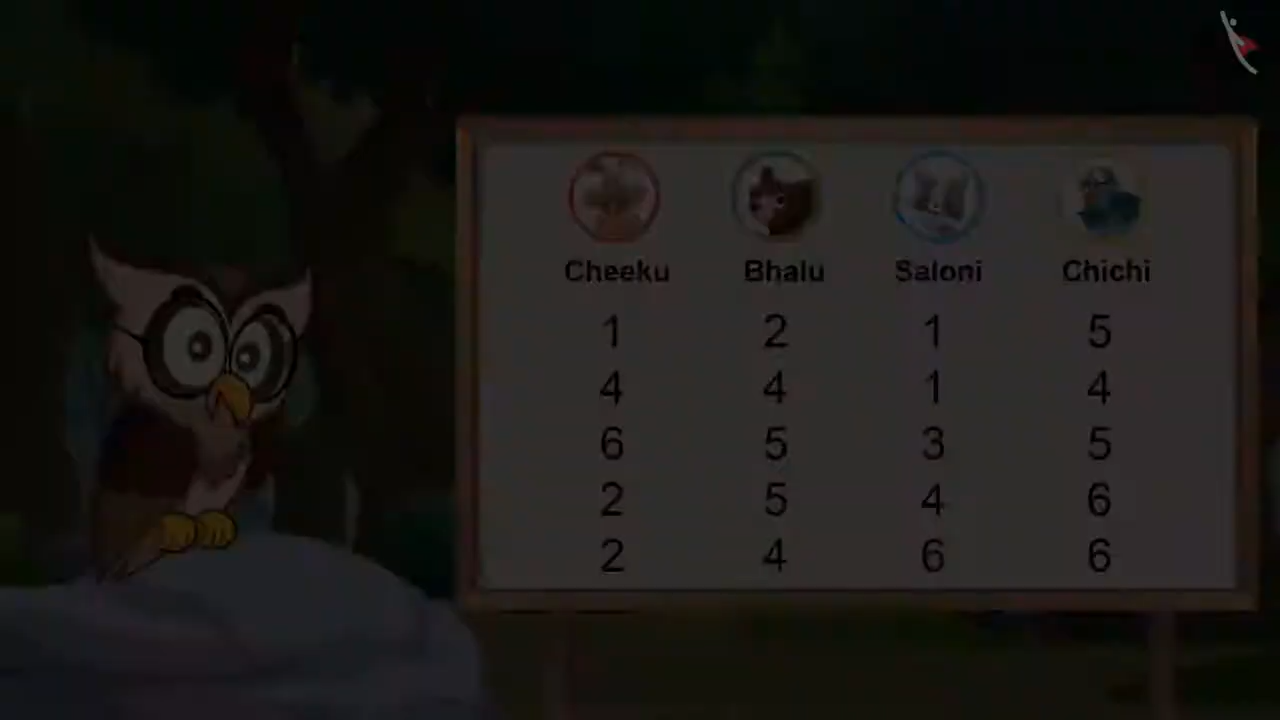 Cheeku Bhalu Saloni Chichi
1 2 1 5
4 4 1 4
6 5 3 5
2 5 4 6
2 4 6 6